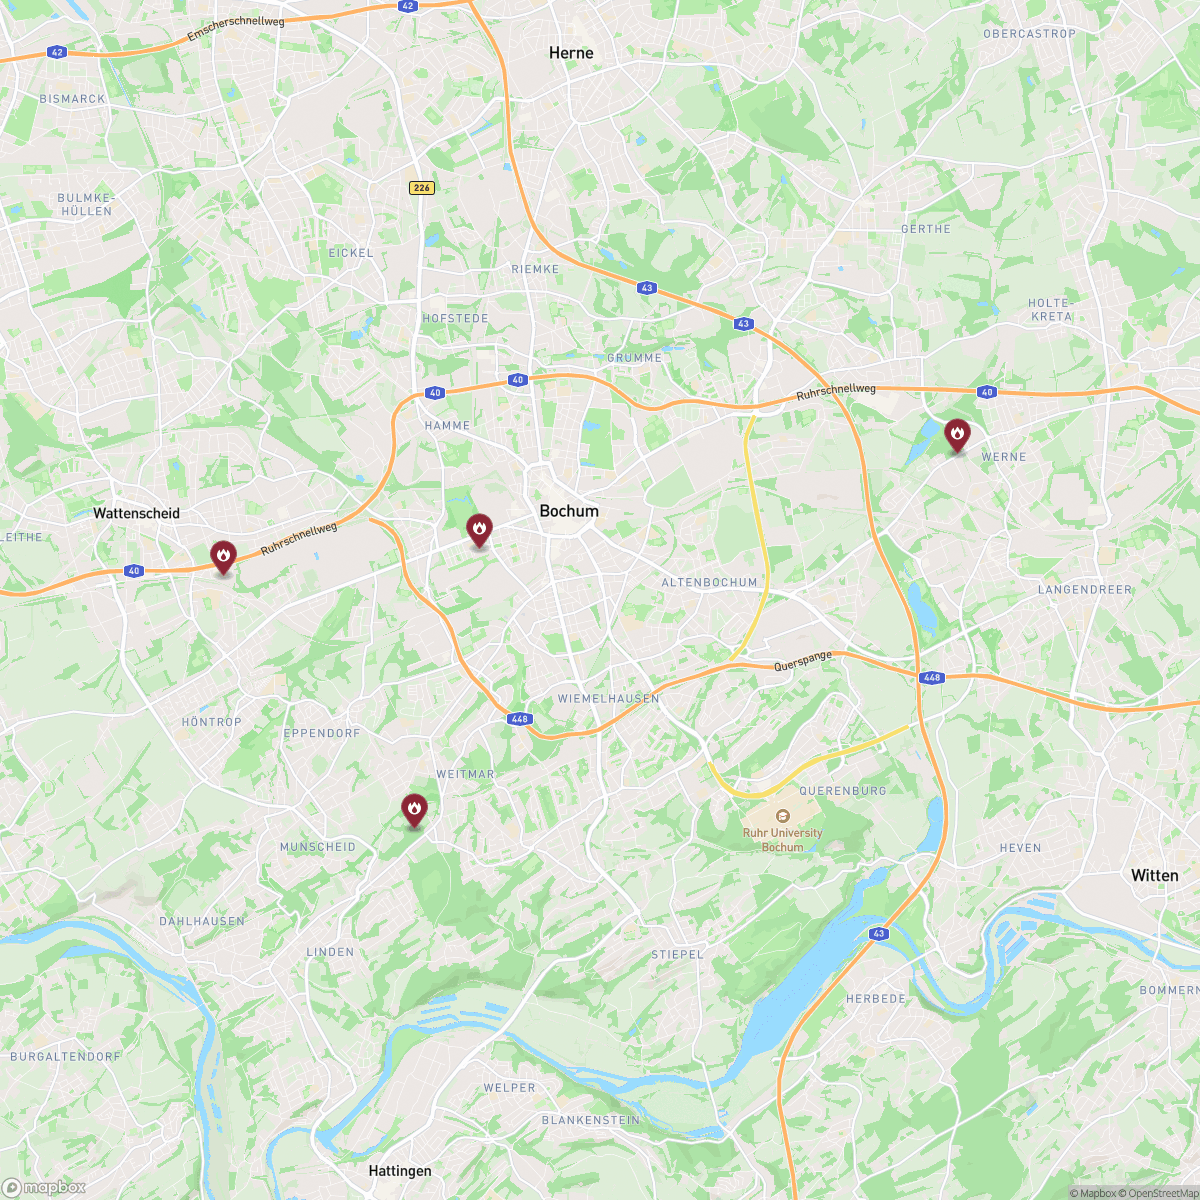 42
Emscherschnellweg
42
Herne
OBERCASTROP
BISMARCK
226
BULMKE-
HÜLLEN
GERTHE
EICKEL
RIEMKE
43
HOLTE-
KRETA
HOFSTEDE
43
GRUMME
40
40
Ruhrschnellweg
40
HAMME
WERNE
Wattenscheid
Bochum
LEITHE
Ruhrschnellweg
40
ALTENBOCHUM
LANGENDREER
Querspange
448
WIEMELHAUSEN
HÖNTROP
448
EPPENDORF
WEITMAR
QUERENBURG
Ruhr University
Bochum
MUNSCHEID
HEVEN
Witten
DAHLHAUSEN
43
LINDEN
STIEPEL
BOMMERN
HERBEDE
BURGALTENDORF
WELPER
BLANKENSTEIN
Hattingen
mapbox
© Mapbox © OpenStreetMap